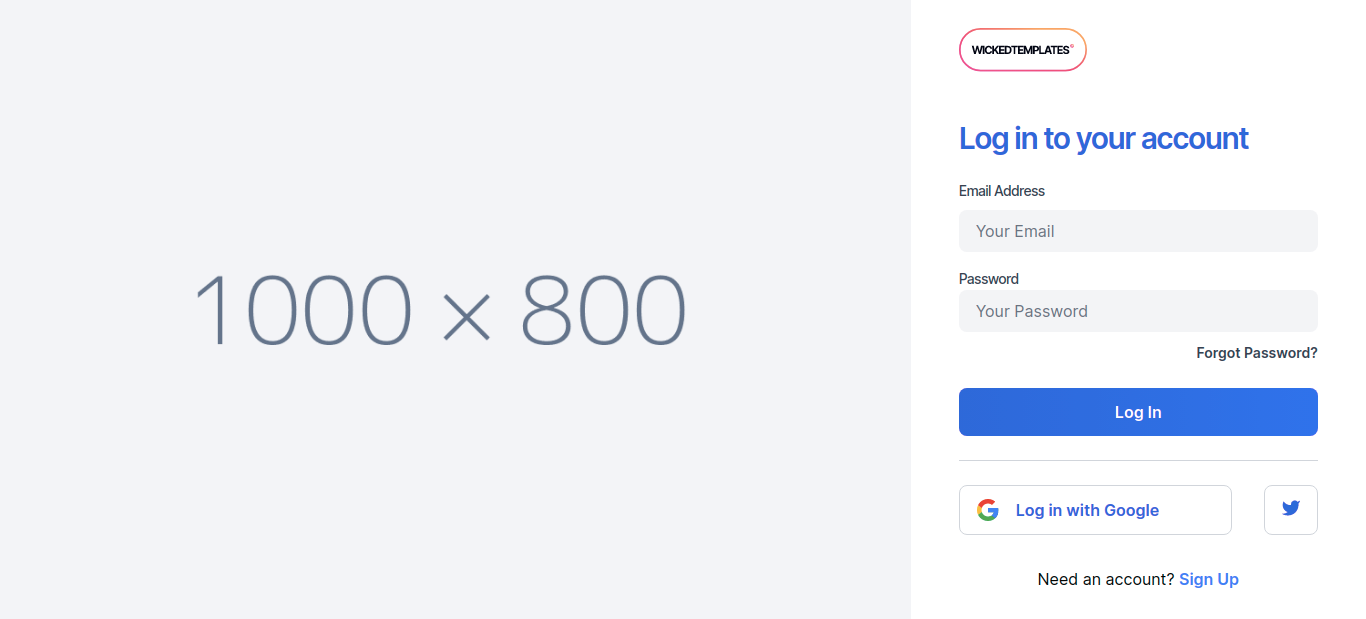 1000 × 800
WICKEDTEMPLATES®
Log in to your account
Email Address
Your Email
Password
Your Password
Forgot Password?
Log In
Log in with Google
Need an account? Sign Up